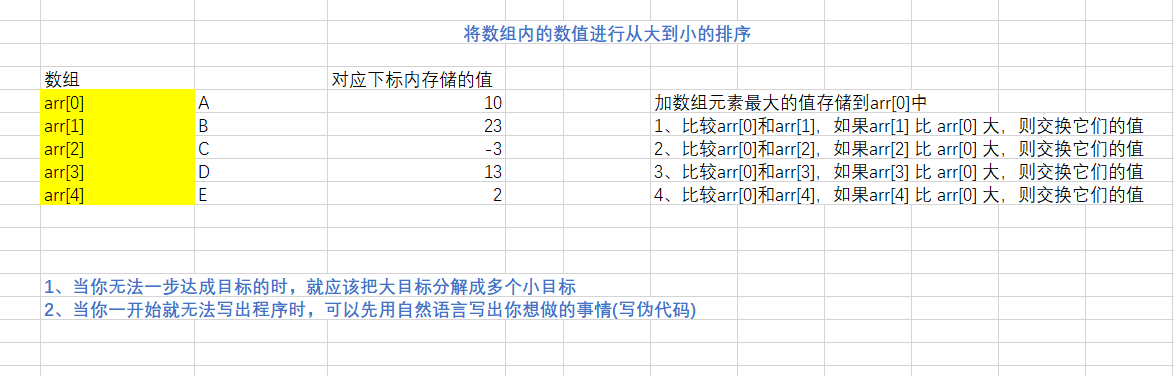 将数组内的数值进行从大到小的排序
数组 对应下标内存储的值
arr[0] A 10 加数组元素最大的值存储到arr[0]中
arr[1] B 23 1、比较arr[0]和arr[1]，如果arr[1] 比 arr[0] 大，则交换它们的值
arr[2] C -3 2、比较arr[0]和arr[2]，如果arr[2] 比 arr[0] 大，则交换它们的值
arr[3] D 13 3、比较arr[0]和arr[3]，如果arr[3] 比 arr[0] 大，则交换它们的值
arr[4] E 2 4、比较arr[0]和arr[4]，如果arr[4] 比 arr[0] 大，则交换它们的值
1、当你无法一步达成目标的时，就应该把大目标分解成多个小目标
2、当你一开始就无法写出程序时，可以先用自然语言写出你想做的事情(写伪代码)